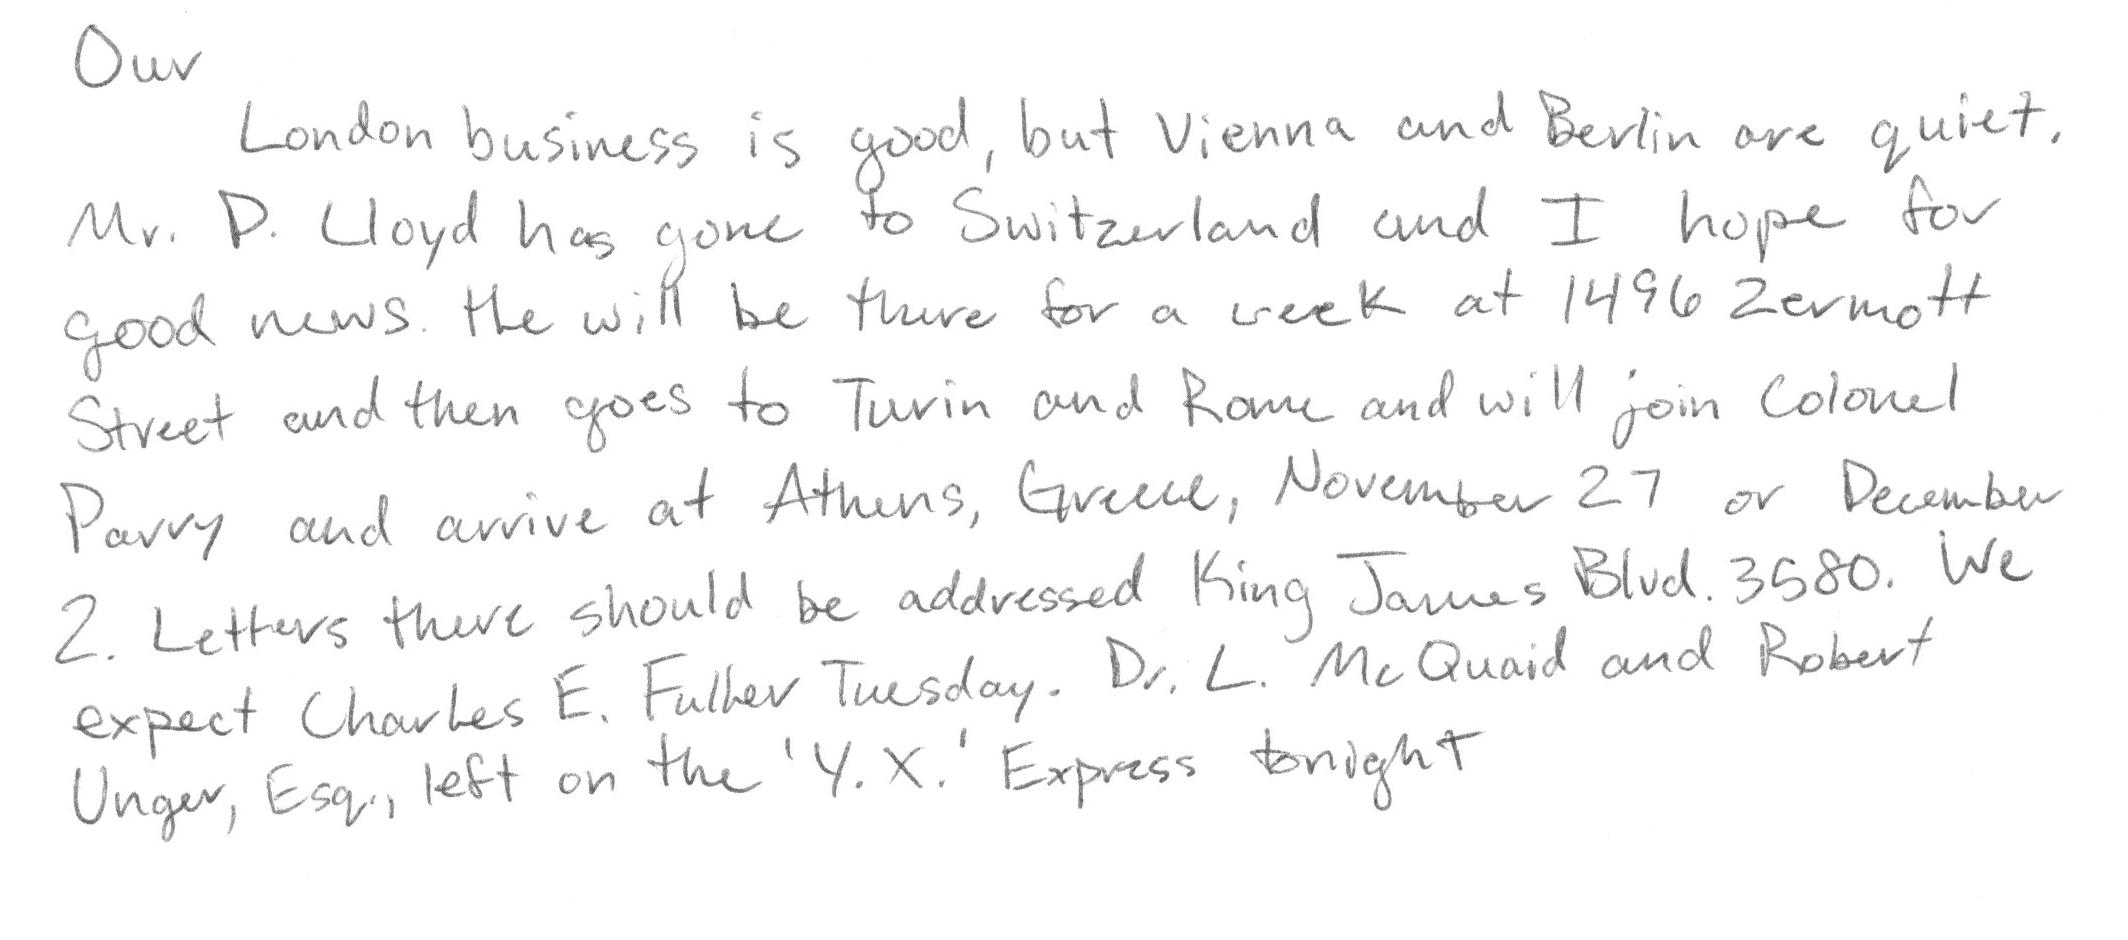 Our
London business is good, but Vienna and Berlin are quiet.
Mr. D. Lloyd has gone to Switzerland and I hope for
good news. He will be there for a week at 1496 Zermott
Street and then goes to Turin and Rome and will join Colonel
Parry and arrive at Athens, Greece, November 27 or December
2. Letters there should be addressed King James Blvd. 3580. We
expect Charles E. Fuller Tuesday. Dr. L. McQuaid and Robert
Unger, Esq., left on the 'Y.X.' Express tonight